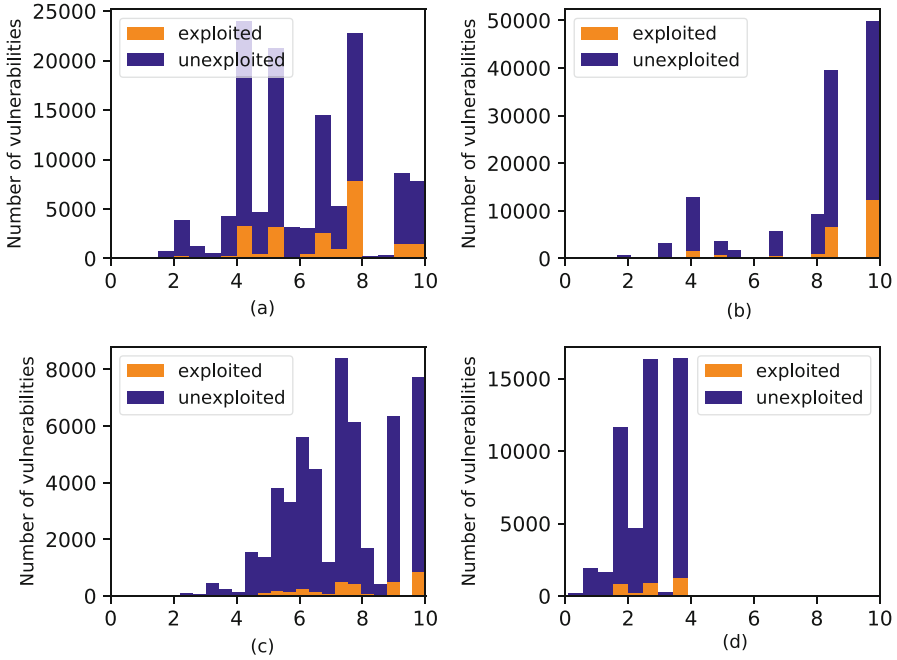 Number of vulnerabilities
25000
20000
15000
10000
5000
0
exploited
unexploited
0 2 4 6 8 10
(a)
Number of vulnerabilities
50000
40000
30000
20000
10000
0
exploited
unexploited
0 2 4 6 8 10
(b)
Number of vulnerabilities
8000
6000
4000
2000
0
exploited
unexploited
0 2 4 6 8 10
(c)
Number of vulnerabilities
15000
10000
5000
0
exploited
unexploited
0 2 4 6 8 10
(d)